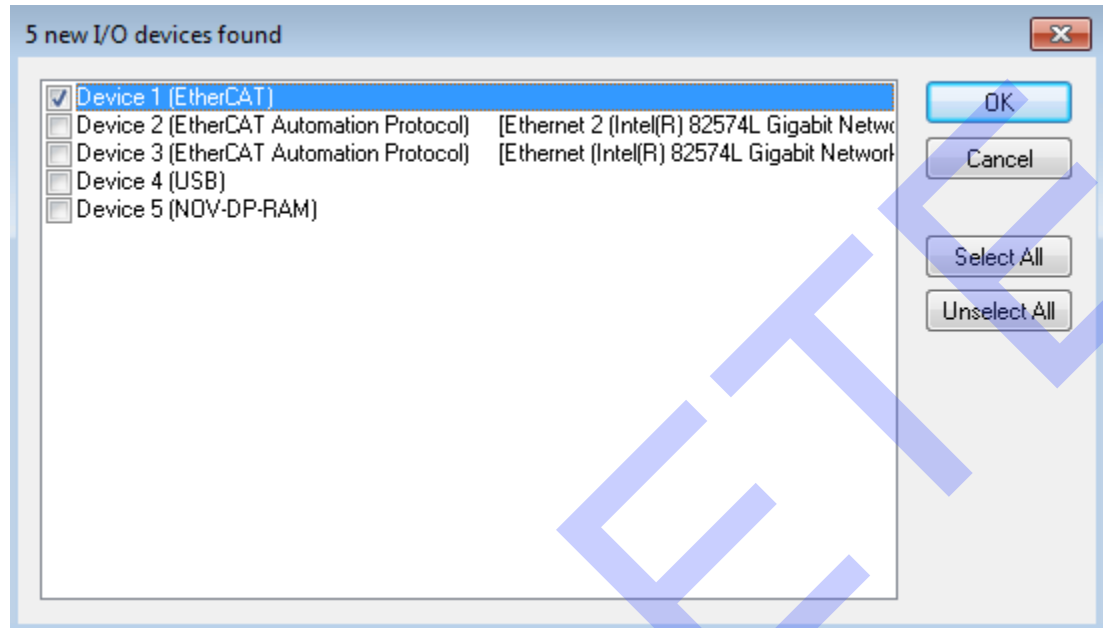 5 new I/O devices found
Device 1 (EtherCAT)
Device 2 (EtherCAT Automation Protocol) [Ethernet 2 (Intel(R) 82574L Gigabit
Device 3 (EtherCAT Automation Protocol) [Ethernet (Intel(R) 82574L Gigabit Network
Device 4 (USB)
Device 5 (NOV-DP-RAM)
OK
Cancel
Select All
Unselect All